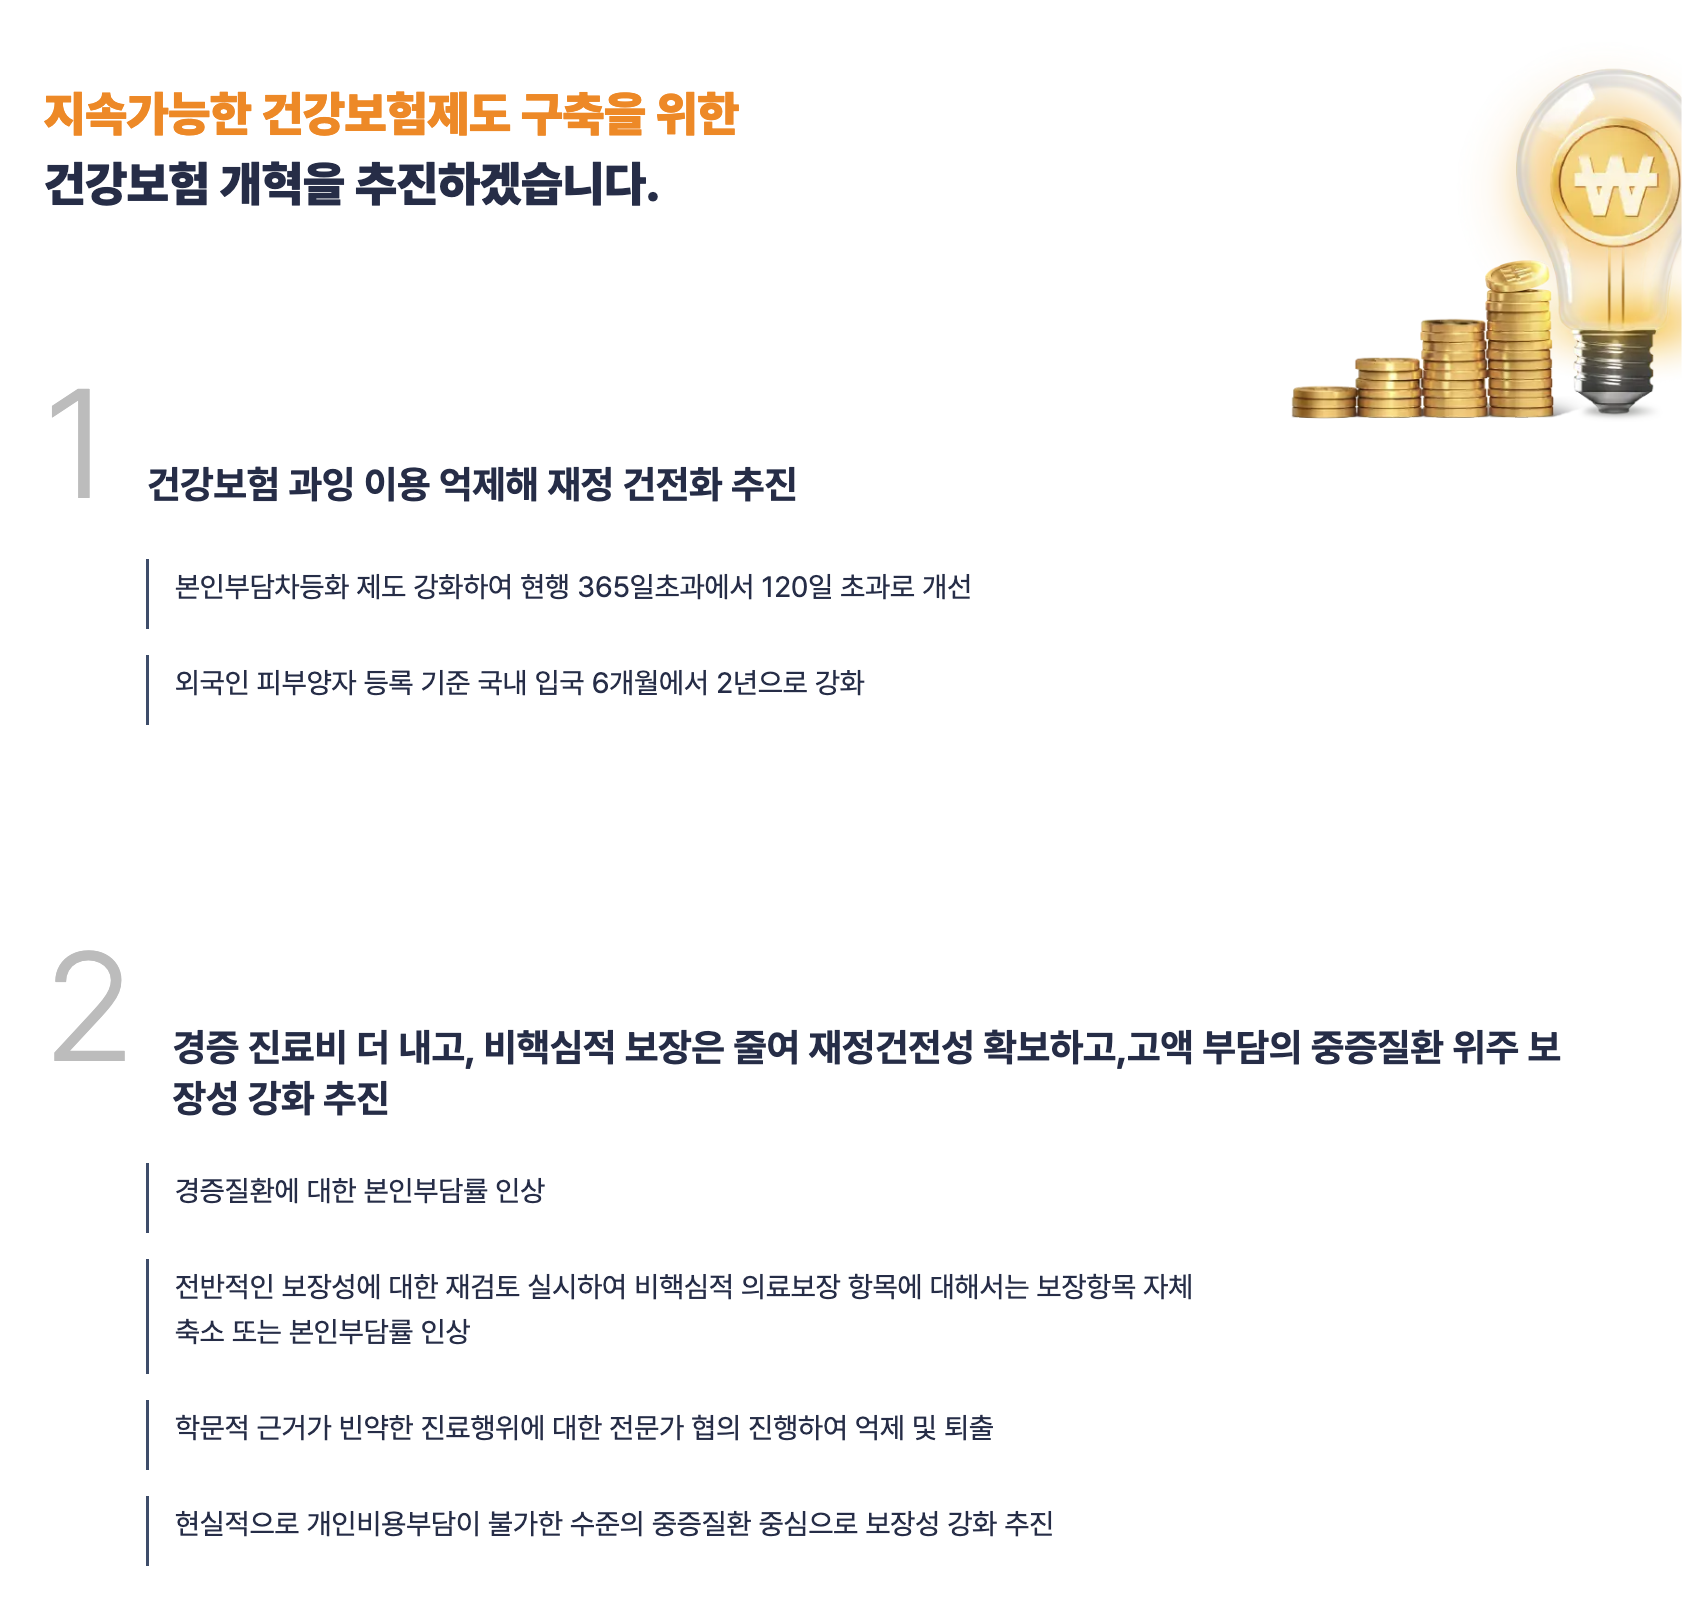 지속가능한 건강보험제도 구축을 위한
건강보험 개혁을 추진하겠습니다.
₩
1
건강보험 과잉 이용 억제해 재정 건전화 추진
본인부담차등화 제도 강화하여 현행 365일초과에서 120일 초과로 개선
외국인 피부양자 등록 기준 국내 입국 6개월에서 2년으로 강화
2
경증 진료비 더 내고, 비핵심적 보장은 줄여 재정건전성 확보하고,고액 부담의 중증질환 위주 보
장성 강화 추진
경증질환에 대한 본인부담률 인상
전반적인 보장성에 대한 재검토 실시하여 비핵심적 의료보장 항목에 대해서는 보장항목 자체
축소 또는 본인부담률 인상
학문적 근거가 빈약한 진료행위에 대한 전문가 협의 진행하여 억제 및 퇴출
현실적으로 개인비용부담이 불가한 수준의 중증질환 중심으로 보장성 강화 추진